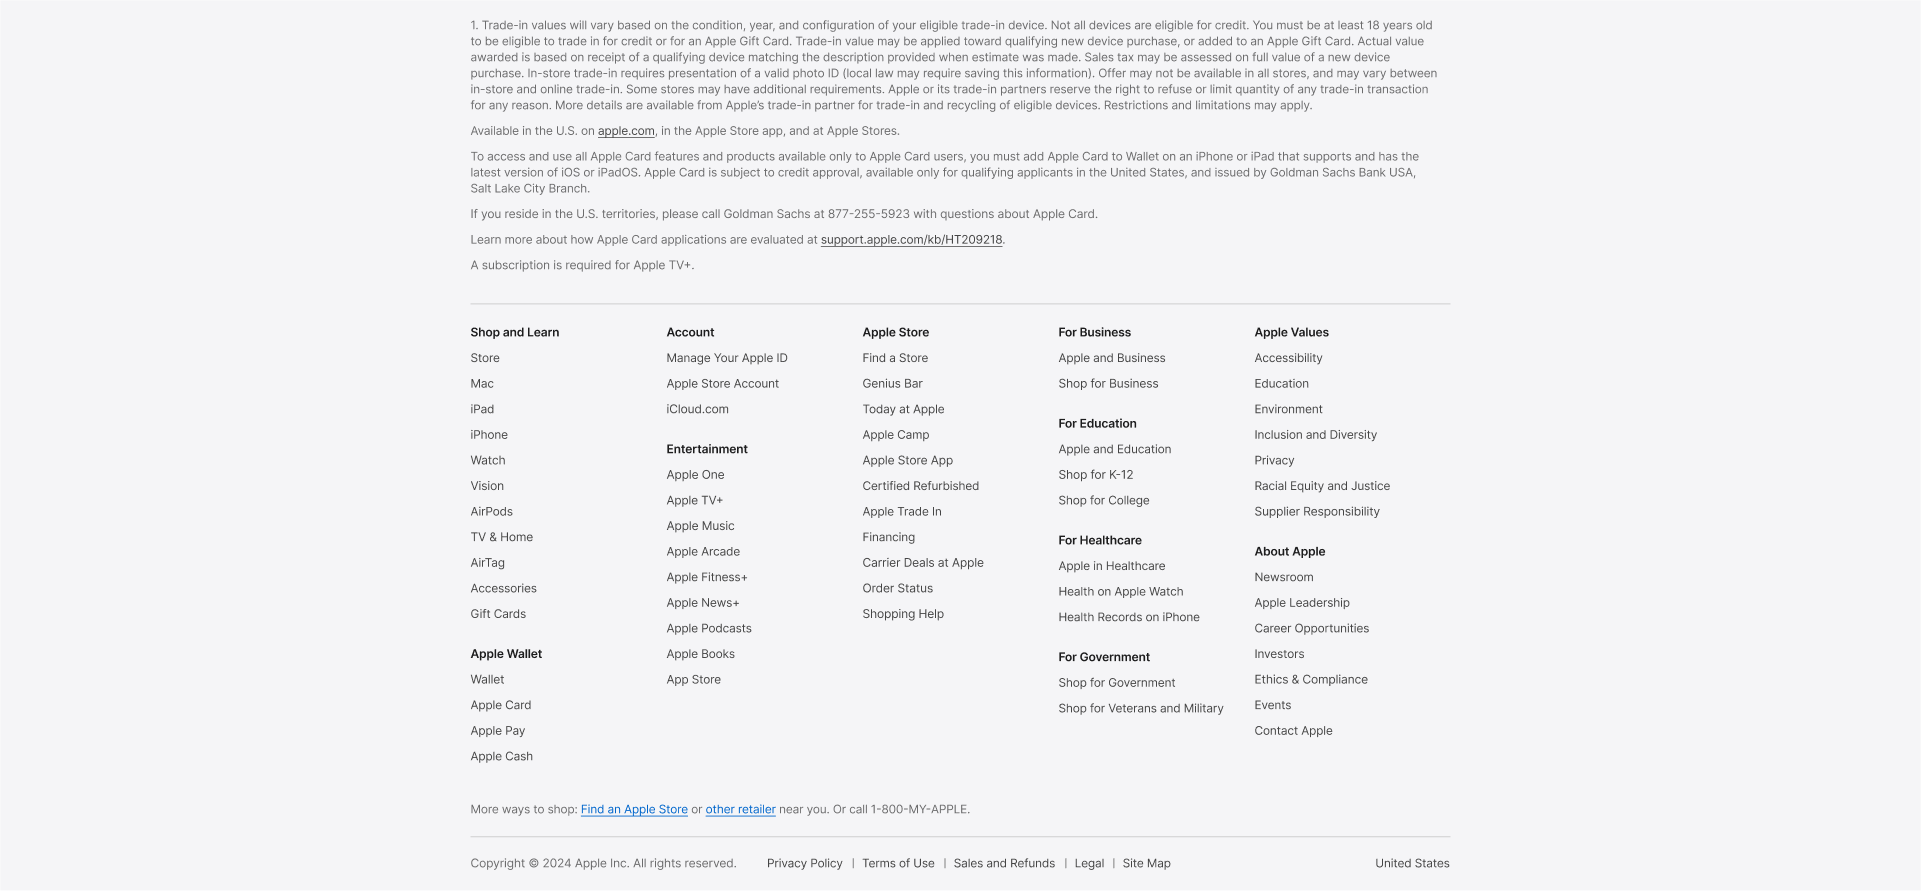 1. Trade-in values will vary based on the condition, year, and configuration of your eligible trade-in device. Not all devices are eligible for credit. You must be at least 18 years old
to be eligible to trade in for credit or for an Apple Gift Card. Trade-in value may be applied toward qualifying new device purchase, or added to an Apple Gift Card. Actual value
awarded is based on receipt of a qualifying device matching the description provided when estimate was made. Sales tax may be assessed on full value of a new device
purchase. In-store trade-in requires presentation of a valid photo ID (local law may require saving this information). Offer may not be available in all stores, and may vary between
in-store and online trade-in. Some stores may have additional requirements. Apple or its trade-in partners reserve the right to refuse or limit quantity of any trade-in transaction
for any reason. More details are available from Apple’s trade-in partner for trade-in and recycling of eligible devices. Restrictions and limitations may apply.
Available in the U.S. on apple.com, in the Apple Store app, and at Apple Stores.
To access and use all Apple Card features and products available only to Apple Card users, you must add Apple Card to Wallet on an iPhone or iPad that supports and has the
latest version of iOS or iPadOS. Apple Card is subject to credit approval, available only for qualifying applicants in the United States, and issued by Goldman Sachs Bank USA,
Salt Lake City Branch.
If you reside in the U.S. territories, please call Goldman Sachs at 877-255-5923 with questions about Apple Card.
Learn more about how Apple Card applications are evaluated at support.apple.com/kb/HT209218.
A subscription is required for Apple TV+.
Shop and Learn
Store
Mac
iPad
iPhone
Watch
Vision
AirPods
TV & Home
AirTag
Accessories
Gift Cards
Apple Wallet
Wallet
Apple Card
Apple Pay
Apple Cash
Account
Manage Your Apple ID
Apple Store Account
iCloud.com
Entertainment
Apple One
Apple TV+
Apple Music
Apple Arcade
Apple Fitness+
Apple News+
Apple Podcasts
Apple Books
App Store
Apple Store
Find a Store
Genius Bar
Today at Apple
Apple Camp
Apple Store App
Certified Refurbished
Apple Trade In
Financing
Carrier Deals at Apple
Order Status
Shopping Help
For Business
Apple and Business
Shop for Business
For Education
Apple and Education
Shop for K-12
Shop for College
For Healthcare
Apple in Healthcare
Health on Apple Watch
Health Records on iPhone
For Government
Shop for Government
Shop for Veterans and Military
Apple Values
Accessibility
Education
Environment
Inclusion and Diversity
Privacy
Racial Equity and Justice
Supplier Responsibility
About Apple
Newsroom
Apple Leadership
Career Opportunities
Investors
Ethics & Compliance
Events
Contact Apple
More ways to shop: Find an Apple Store or other retailer near you. Or call 1-800-MY-APPLE.
Copyright © 2024 Apple Inc. All rights reserved. Privacy Policy | Terms of Use | Sales and Refunds | Legal | Site Map United States